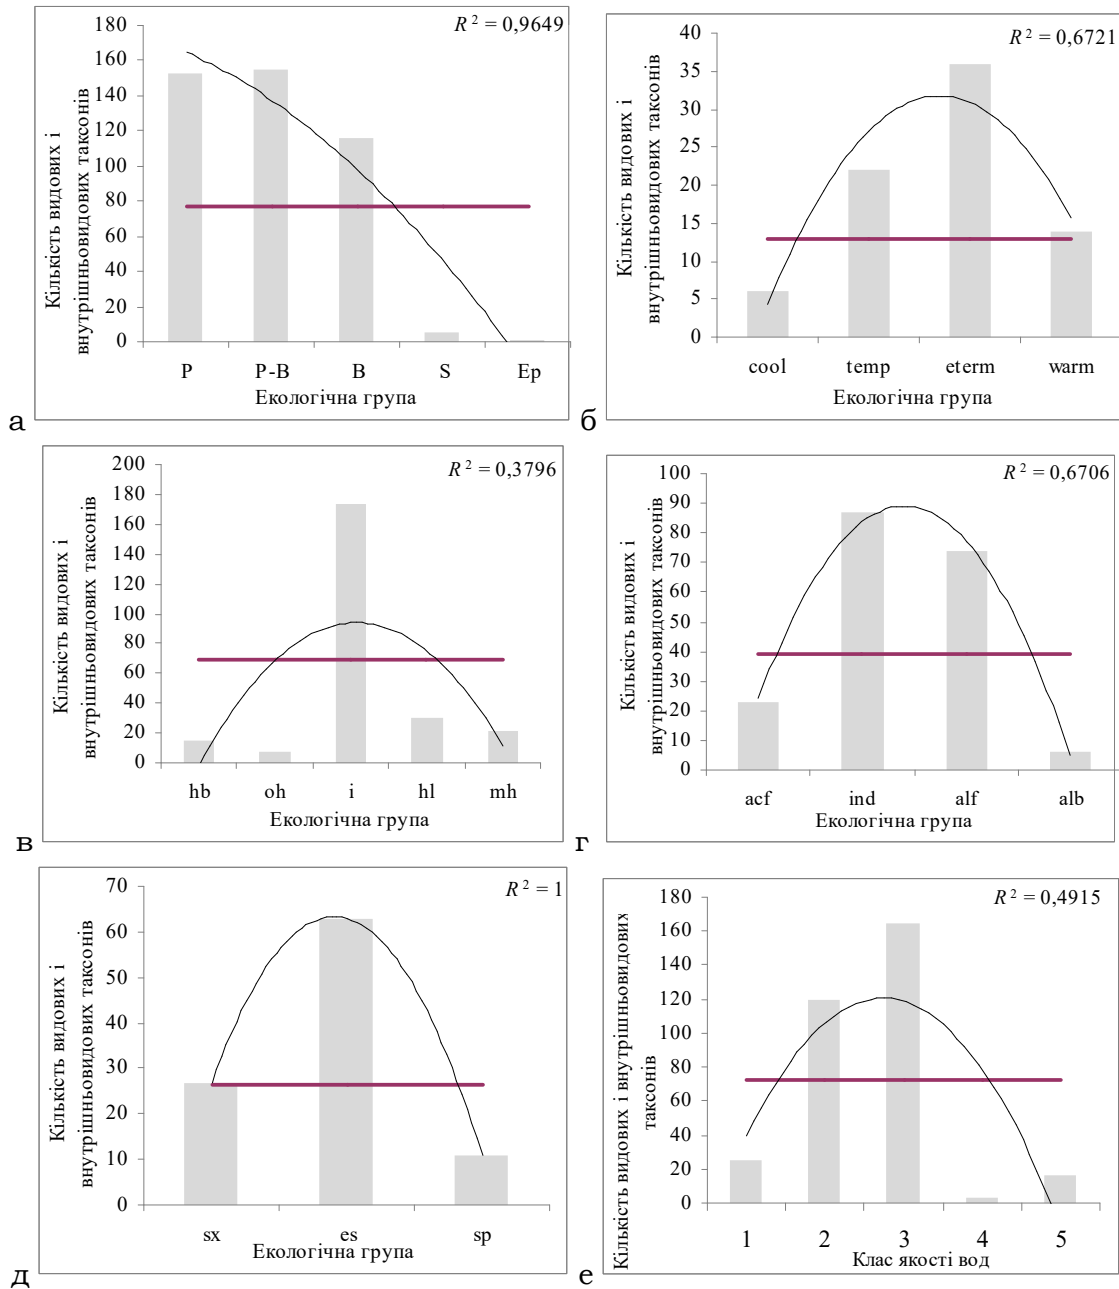 R² = 0,9649
Кількість видових і
внутрішньовидових таксонів
180
160
140
120
100
80
60
40
20
0
P P-B B S Ep
Екологічна група
а
R² = 0,6721
Кількість видових і
внутрішньовидових таксонів
40
35
30
25
20
15
10
5
0
cool temp eterm warm
Екологічна група
б
R² = 0,3796
Кількість видових і
внутрішньовидових таксонів
200
180
160
140
120
100
80
60
40
20
0
hb oh i hl mh
Екологічна група
в
R² = 0,6706
Кількість видових і
внутрішньовидових таксонів
100
90
80
70
60
50
40
30
20
10
0
acf ind alf alb
Екологічна група
г
R² = 1
Кількість видових і
внутрішньовидових таксонів
70
60
50
40
30
20
10
0
sx es sp
Екологічна група
д
R² = 0,4915
Кількість видових і внутрішньовидових
таксонів
180
160
140
120
100
80
60
40
20
0
1 2 3 4 5
Клас якості вод
е